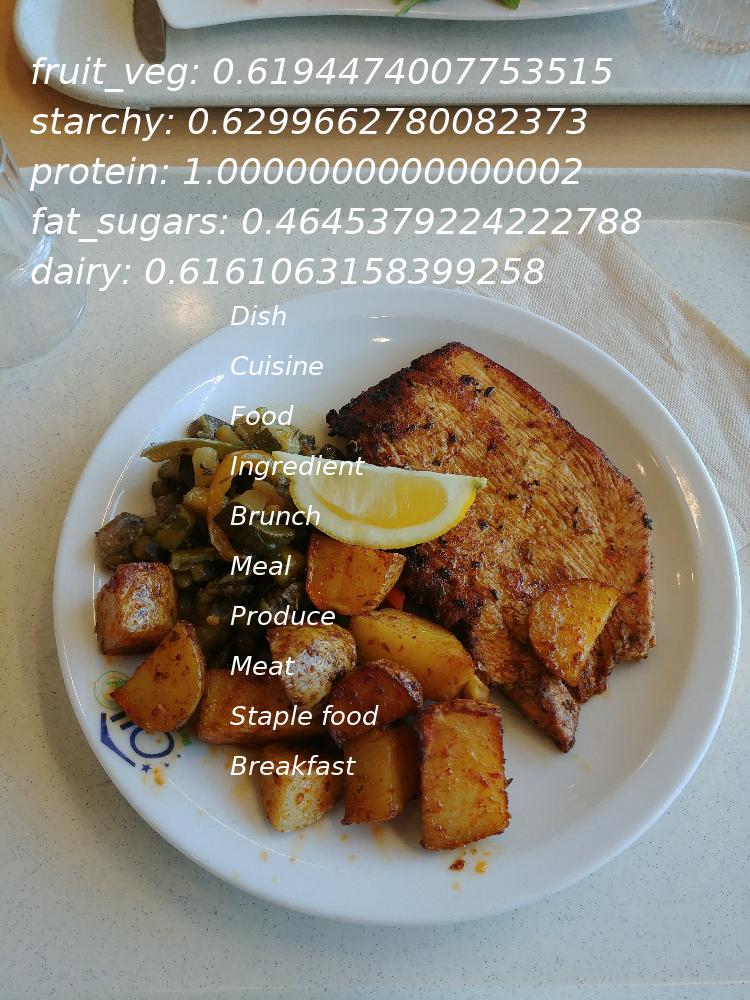 fruit_veg: 0.6194474007753515
starchy: 0.6299662780082373
protein: 1.0000000000000002
fat_sugars: 0.4645379224222788
dairy: 0.6161063158399258
Dish
Cuisine
Food
Ingredient
Brunch
Meal
Produce
Meat
Staple food
Breakfast